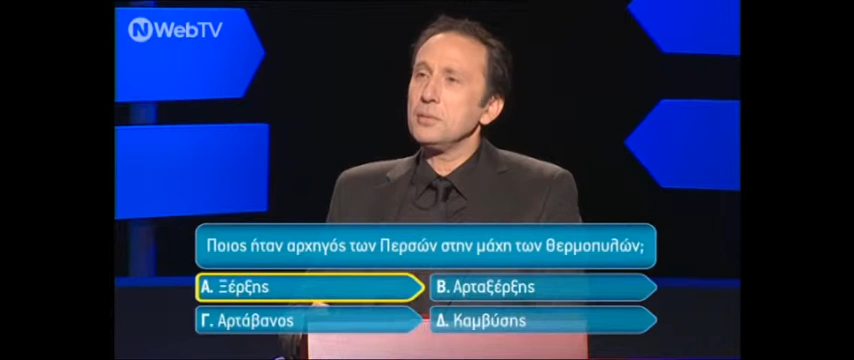 N WebTV
Ποιος ήταν αρχηγός των Περσών στην μάχη των Θερμοπυλών;
Α. Ξέρξης
Β. Αρταξέρξης
Γ. Αρτάβανος
Δ. Καμβύσης